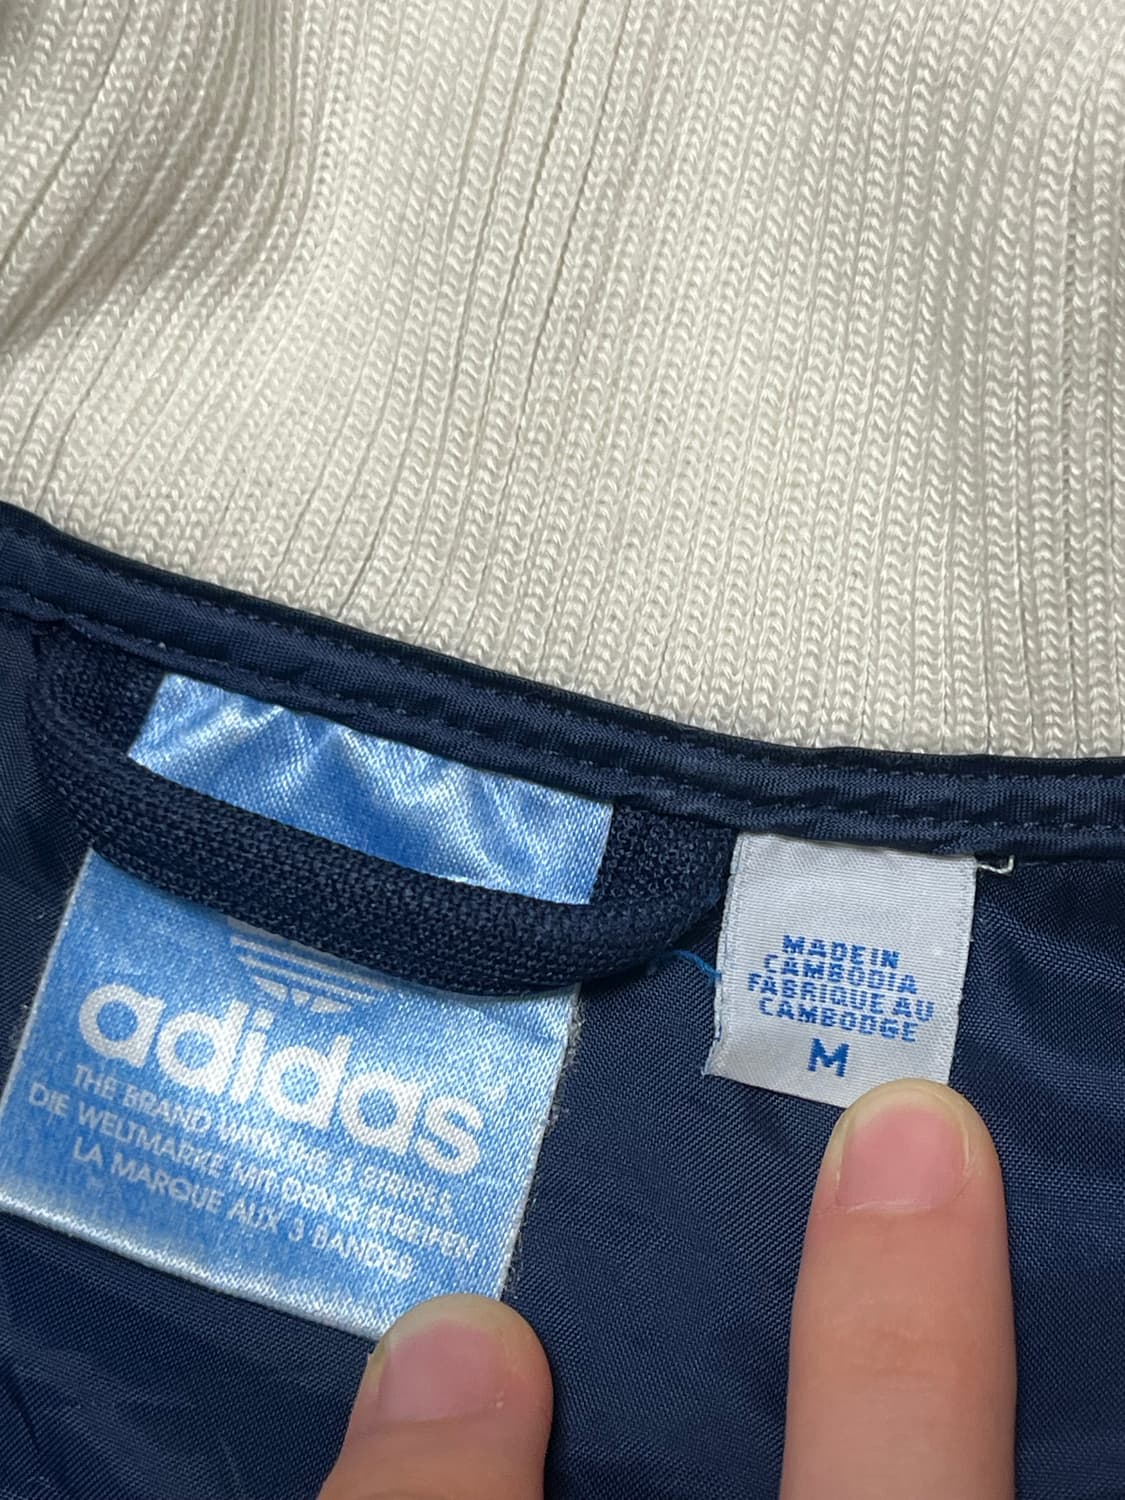 adidas
THE BRAND WITH THE 3 STRIPES
DIE WELTMARKE MIT DEN 3 STREIFEN
LA MARQUE AUX 3 BANDES
MADE IN
CAMBODIA
FABRIQUE AU
CAMBODGE
M